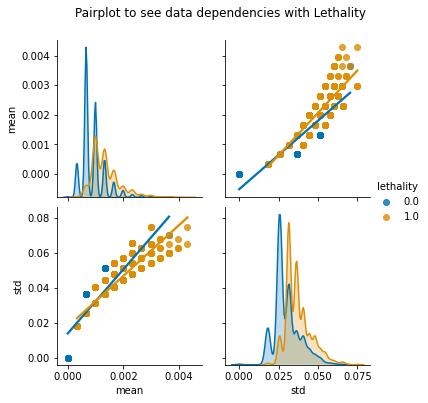 Pairplot to see data dependencies with Lethality
0.004
0.003
0.002
0.001
0.000
mean
lethality
0.0
1.0
0.08
0.06
0.04
0.02
0.00
std
0.000 0.002 0.004
mean
0.000 0.025 0.050 0.075
std